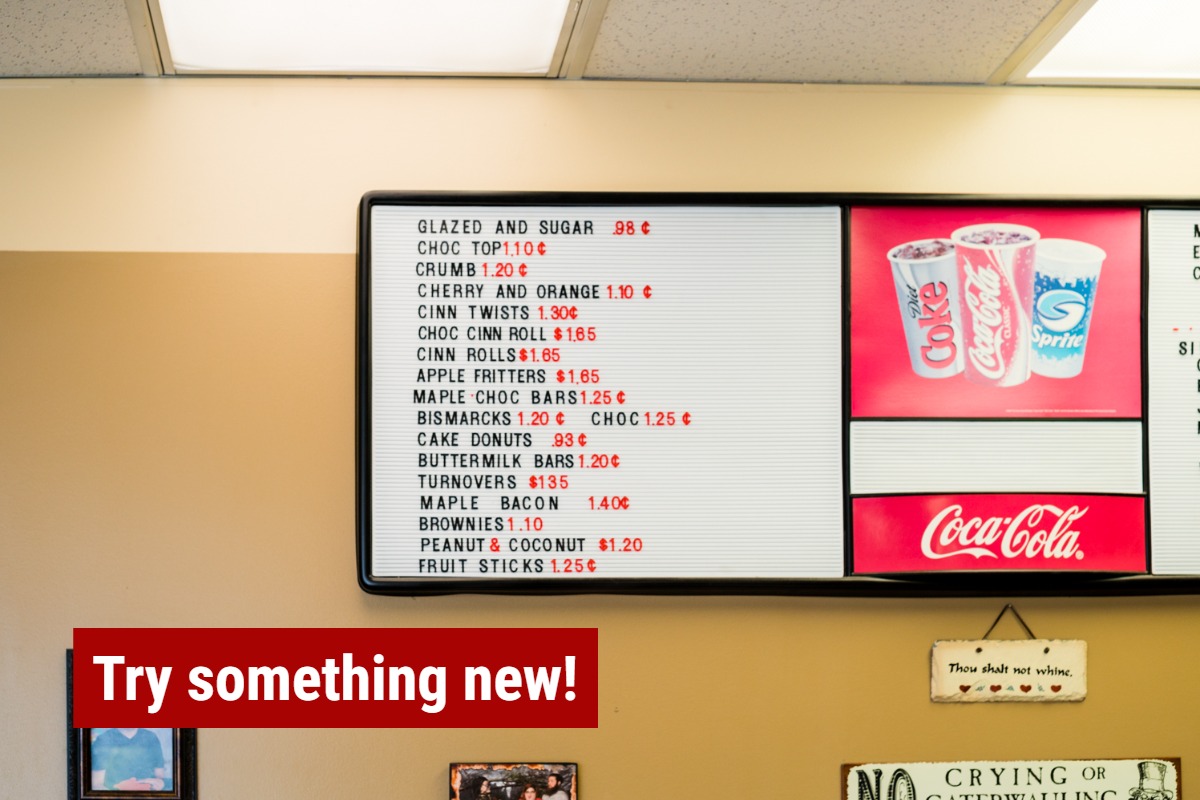 GLAZED AND SUGAR .98 ¢
CHOC TOP 1.10 ¢
CRUMB 1.20 ¢
CHERRY AND ORANGE 1.10 ¢
CINN TWISTS 1.30¢
CHOC CINN ROLL $1.65
CINN ROLLS $1.65
APPLE FRITTERS $1.65
MAPLE·CHOC BARS 1.25 ¢
BISMARCKS 1.20 ¢ CHOC 1.25 ¢
CAKE DONUTS .93 ¢
BUTTERMILK BARS 1.20¢
TURNOVERS $135
MAPLE BACON 1.40¢
BROWNIES 1.10
PEANUT & COCONUT $1.20
FRUIT STICKS 1.25¢
Diet Coke
Coca-Cola
CLASSIC
Sprite
Coca-Cola
Try something new!
Thou shalt not whine.
NO CRYING OR
CATERWAULING